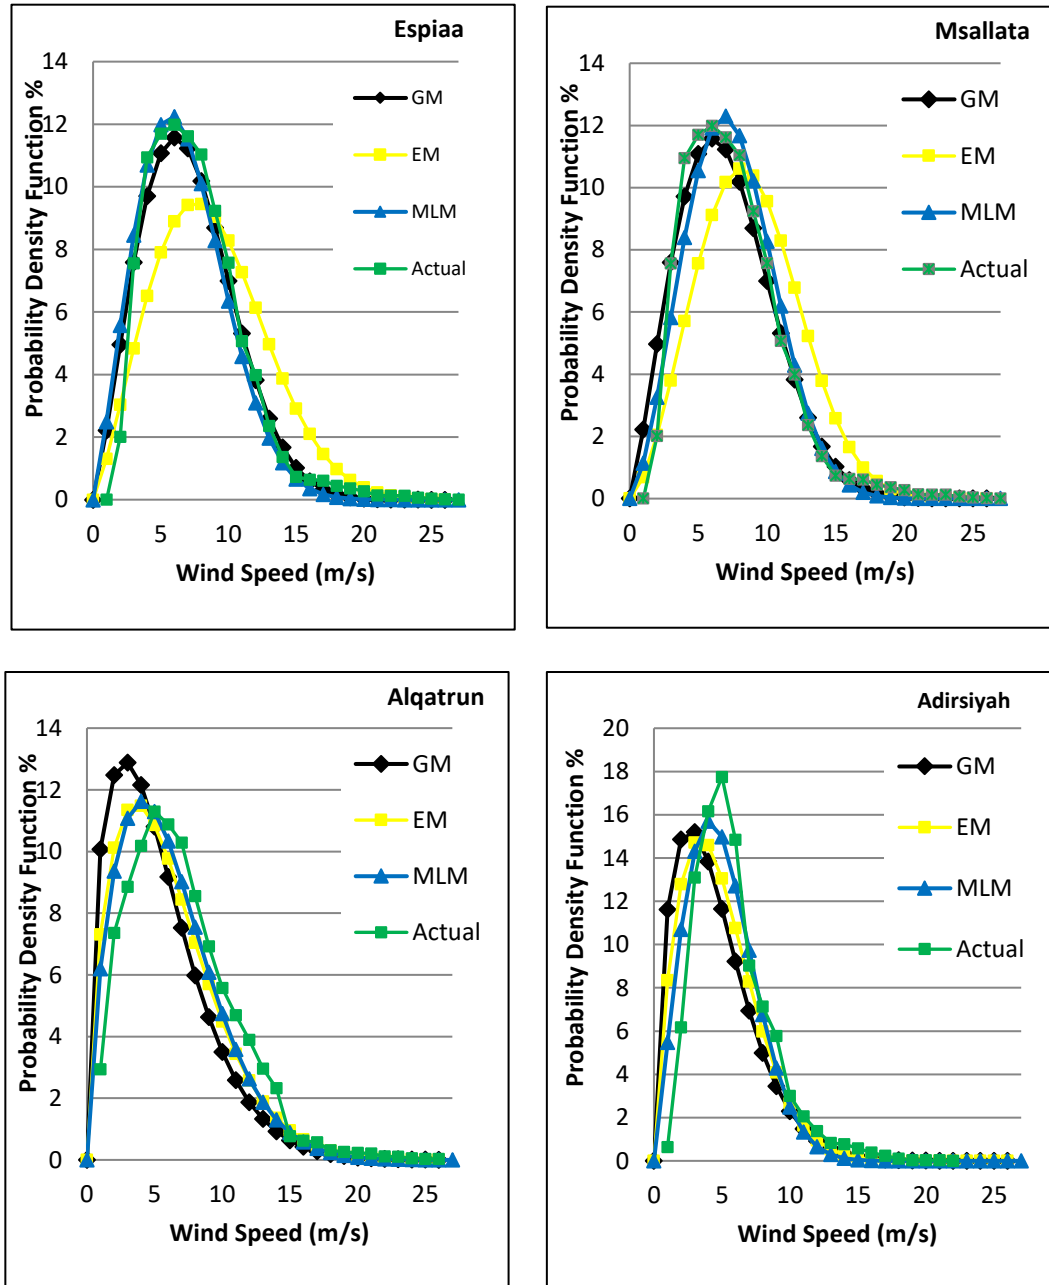 Espiaa
Probability Density Function %
14
12
10
8
6
4
2
0
GM
EM
MLM
Actual
0 5 10 15 20 25
Wind Speed (m/s)
Msallata
Probability Density Function %
14
12
10
8
6
4
2
0
GM
EM
MLM
Actual
0 5 10 15 20 25
Wind Speed (m/s)
Alqatrun
Probability Density Function %
14
12
10
8
6
4
2
0
GM
EM
MLM
Actual
0 5 10 15 20 25
Wind Speed (m/s)
Adirsiyah
Probability Density Function %
20
18
16
14
12
10
8
6
4
2
0
GM
EM
MLM
Actual
0 5 10 15 20 25
Wind Speed (m/s)